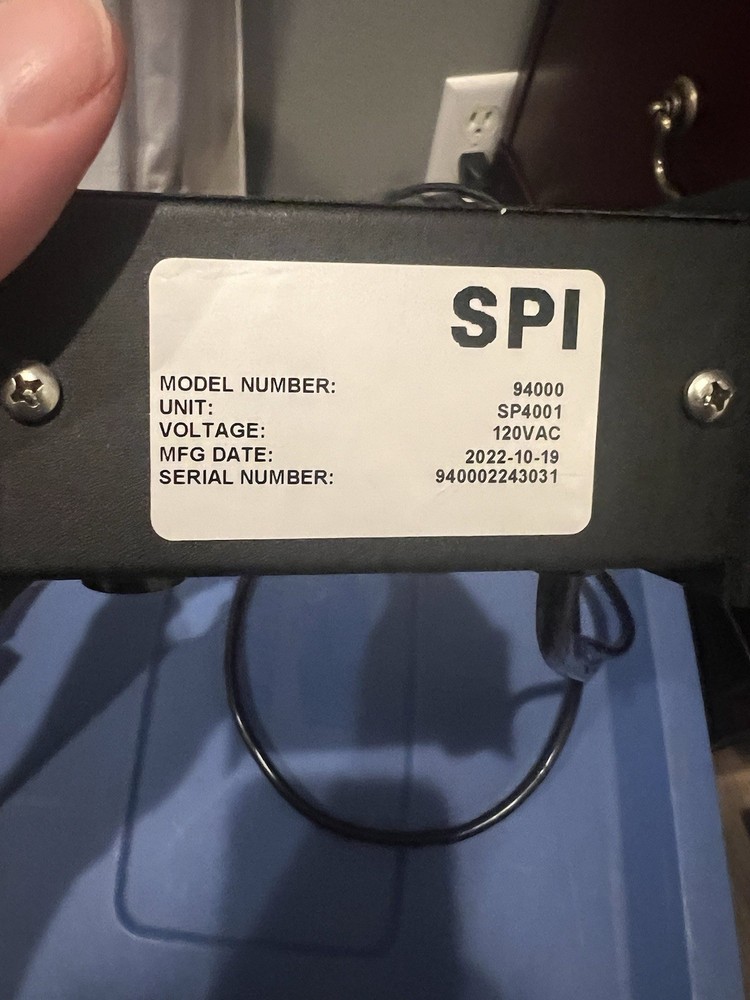 SPI
MODEL NUMBER: 94000
UNIT: SP4001
VOLTAGE: 120VAC
MFG DATE: 2022-10-19
SERIAL NUMBER: 940002243031